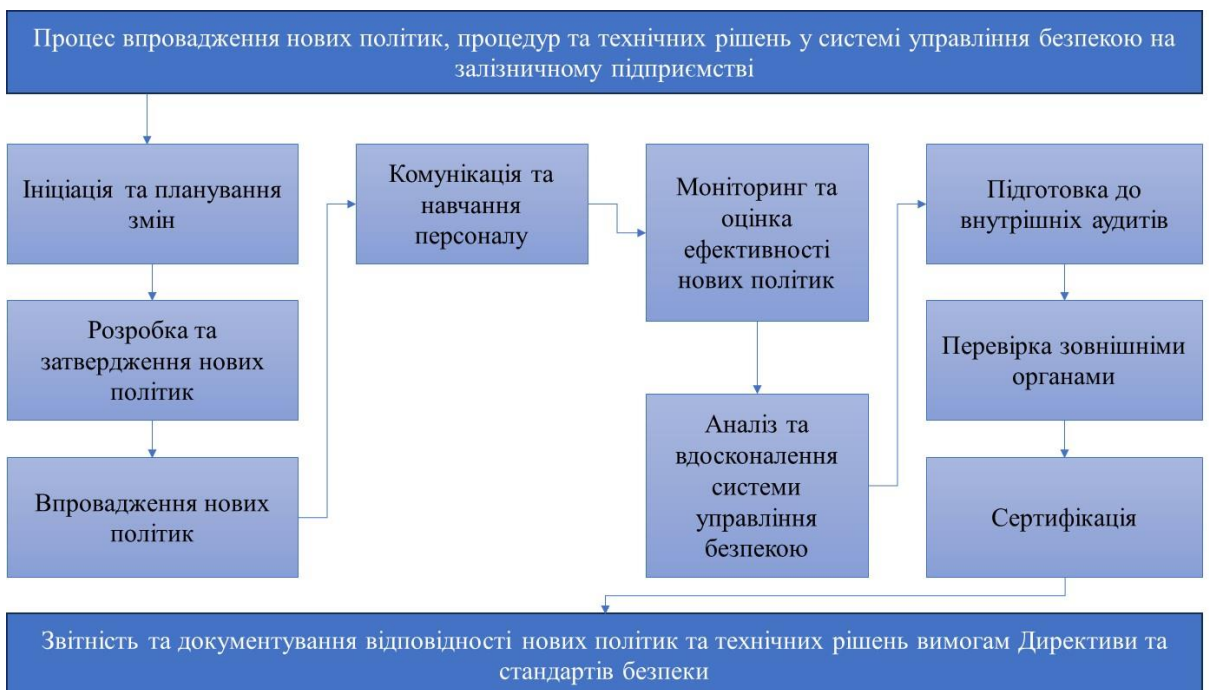 Процес впровадження нових політик, процедур та технічних рішень у системі управління безпекою на
залізничному підприємстві
Ініціація та планування
змін
Розробка та
затвердження нових
політик
Впровадження нових
політик
Комунікація та
навчання
персоналу
Моніторинг та
оцінка
ефективності
нових політик
Аналіз та
вдосконалення
системи
управління
безпекою
Підготовка до
внутрішніх аудитів
Перевірка зовнішніми
органами
Сертифікація
Звітність та документування відповідності нових політик та технічних рішень вимогам Директиви та
стандартів безпеки